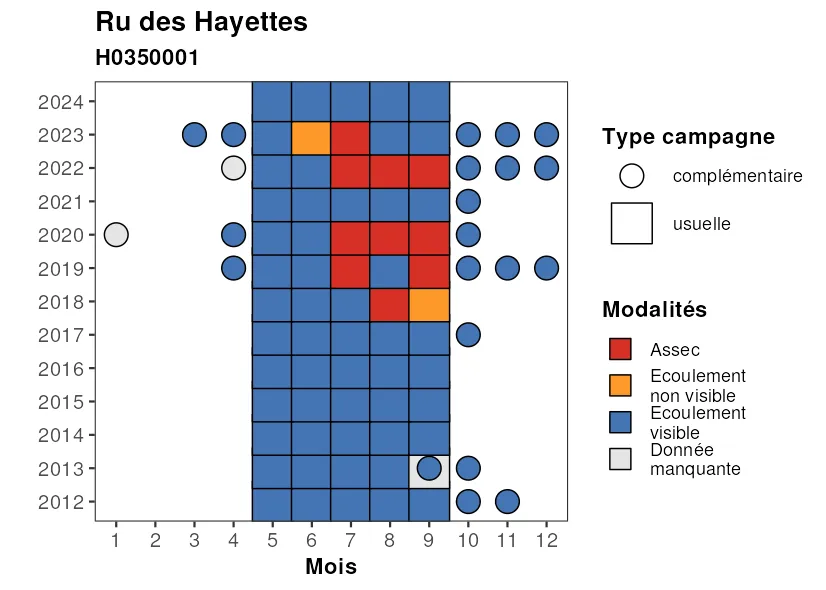 Ru des Hayettes
H0350001
2024
2023
2022
2021
2020
2019
2018
2017
2016
2015
2014
2013
2012
1 2 3 4 5 6 7 8 9 10 11 12
Mois
Type campagne
complémentaire
usuelle
Modalités
Assec
Ecoulement
non visible
Ecoulement
visible
Donnée
manquante